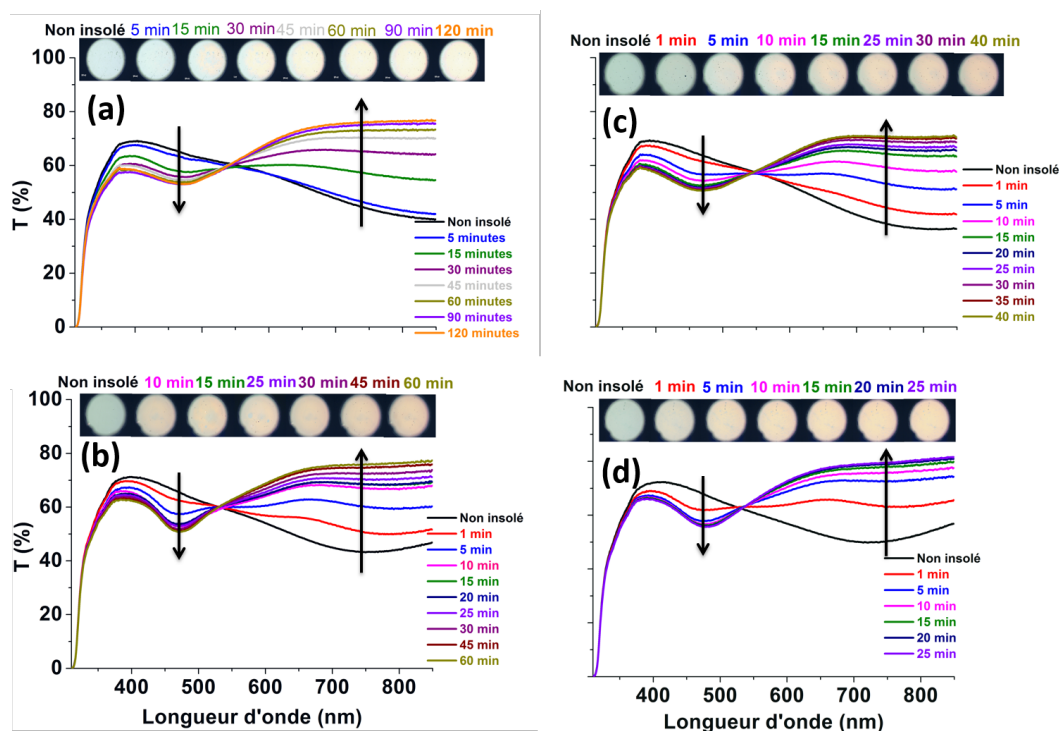 Non insolé 5 min 15 min 30 min 45 min 60 min 90 min 120 min
(a)
T (%)
100
80
60
40
20
0
Non insolé
5 minutes
15 minutes
30 minutes
45 minutes
60 minutes
90 minutes
120 minutes
Non insolé 1 min 5 min 10 min 15 min 25 min 30 min 40 min
(c)
Non insolé
1 min
5 min
10 min
15 min
20 min
25 min
30 min
35 min
40 min
Non insolé 10 min 15 min 25 min 30 min 45 min 60 min
(b)
T (%)
100
80
60
40
20
0
Non insolé
1 min
5 min
10 min
15 min
20 min
25 min
30 min
45 min
60 min
400 500 600 700 800
Longueur d'onde (nm)
Non insolé 1 min 5 min 10 min 15 min 20 min 25 min
(d)
Non insolé
1 min
5 min
10 min
15 min
20 min
25 min
400 500 600 700 800
Longueur d'onde (nm)